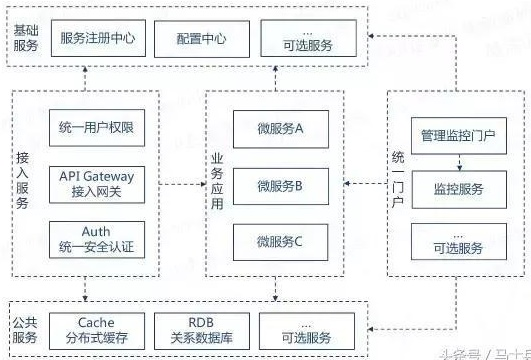 基础
服务
服务注册中心
配置中心
...
可选服务
接入服务
统一用户权限
API Gateway
接入网关
Auth
统一安全认证
业务应用
微服务A
微服务B
微服务C
统一门户
管理监控门户
监控服务
...
可选服务
公共
服务
Cache
分布式缓存
RDB
关系数据库
...
可选服务
头条号